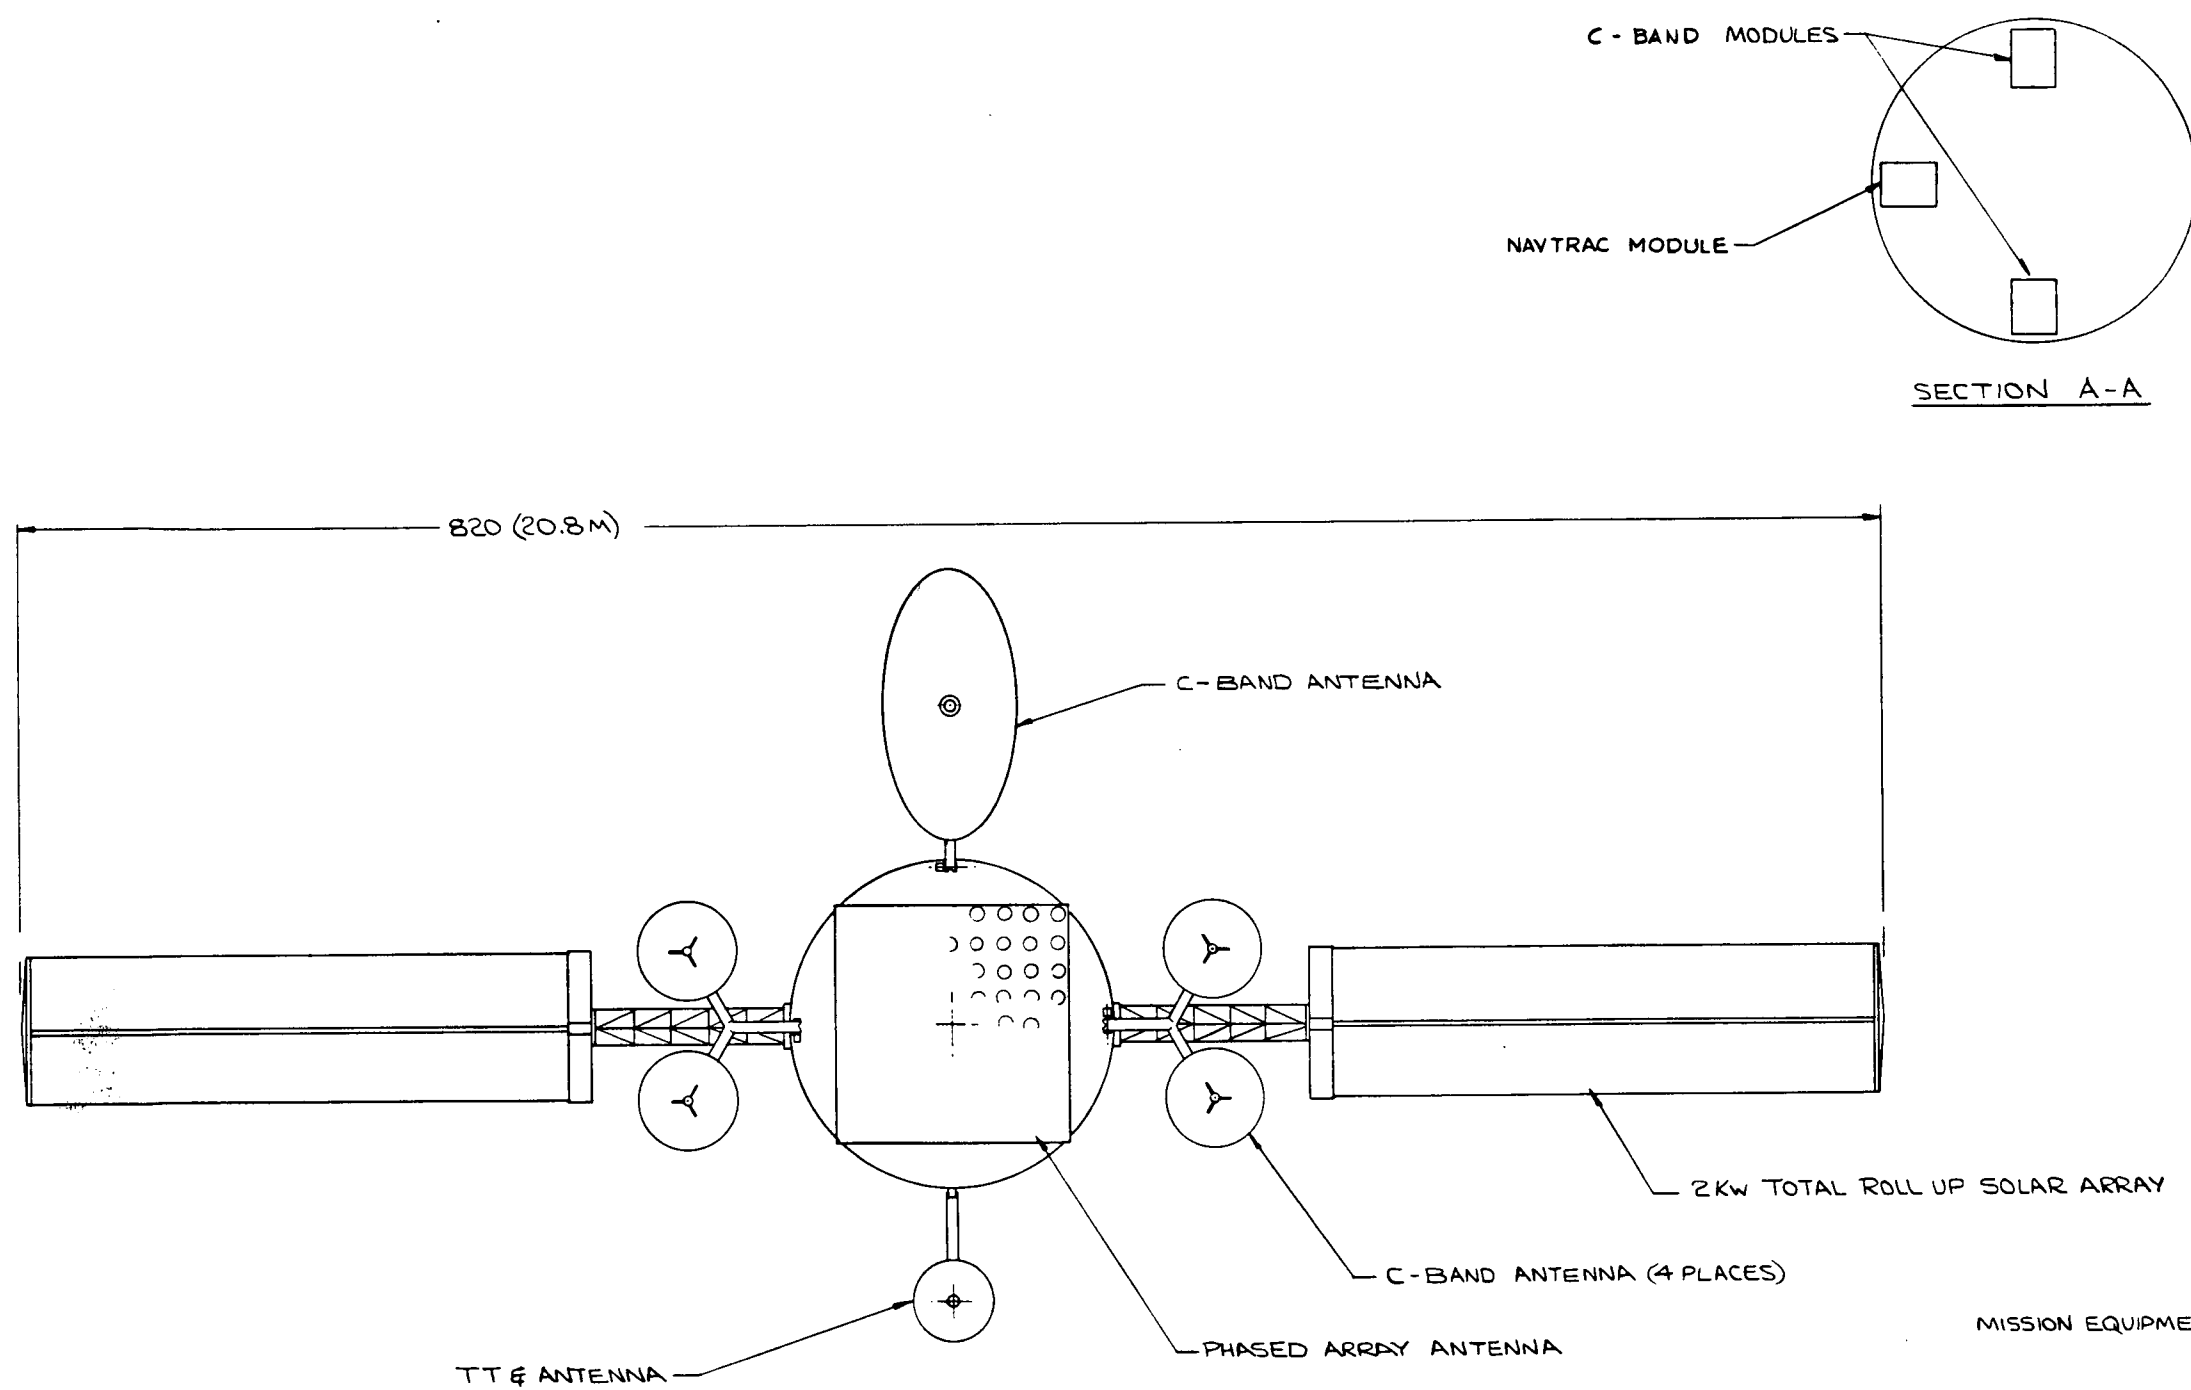 C - BAND MODULES
NAVTRAC MODULE
SECTION A-A
820 (20.8M)
C-BAND ANTENNA
2KW TOTAL ROLL UP SOLAR ARRAY
C-BAND ANTENNA (4 PLACES)
MISSION EQUIPME
PHASED ARRAY ANTENNA
TT & ANTENNA